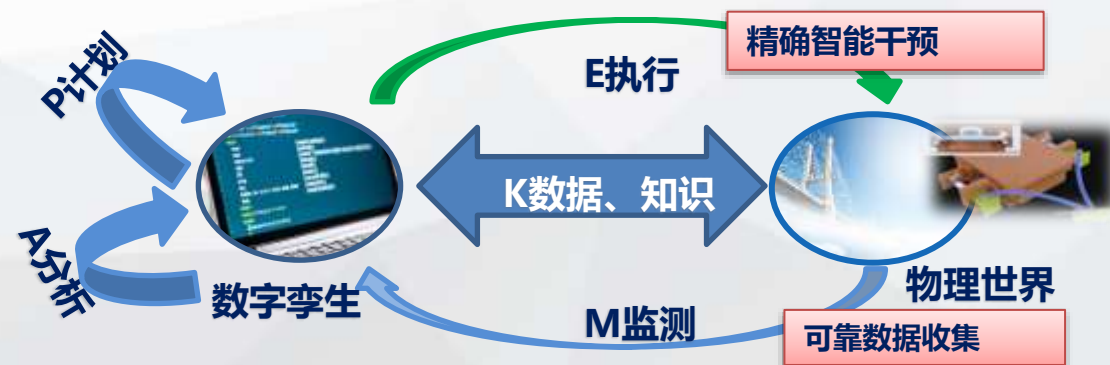 精确智能干预
P计划
E执行
K数据、知识
A分析
数字孪生
物理世界
M监测
可靠数据收集